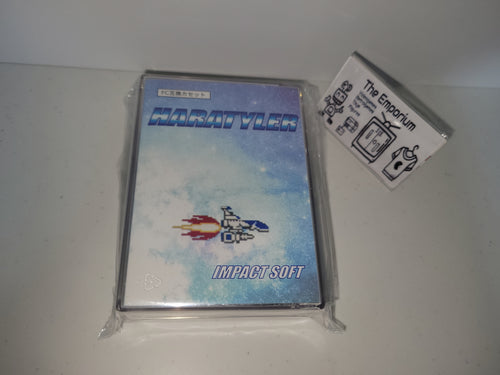 FC互換カセット
HARATYLER
IMPACT SOFT
The Emporium